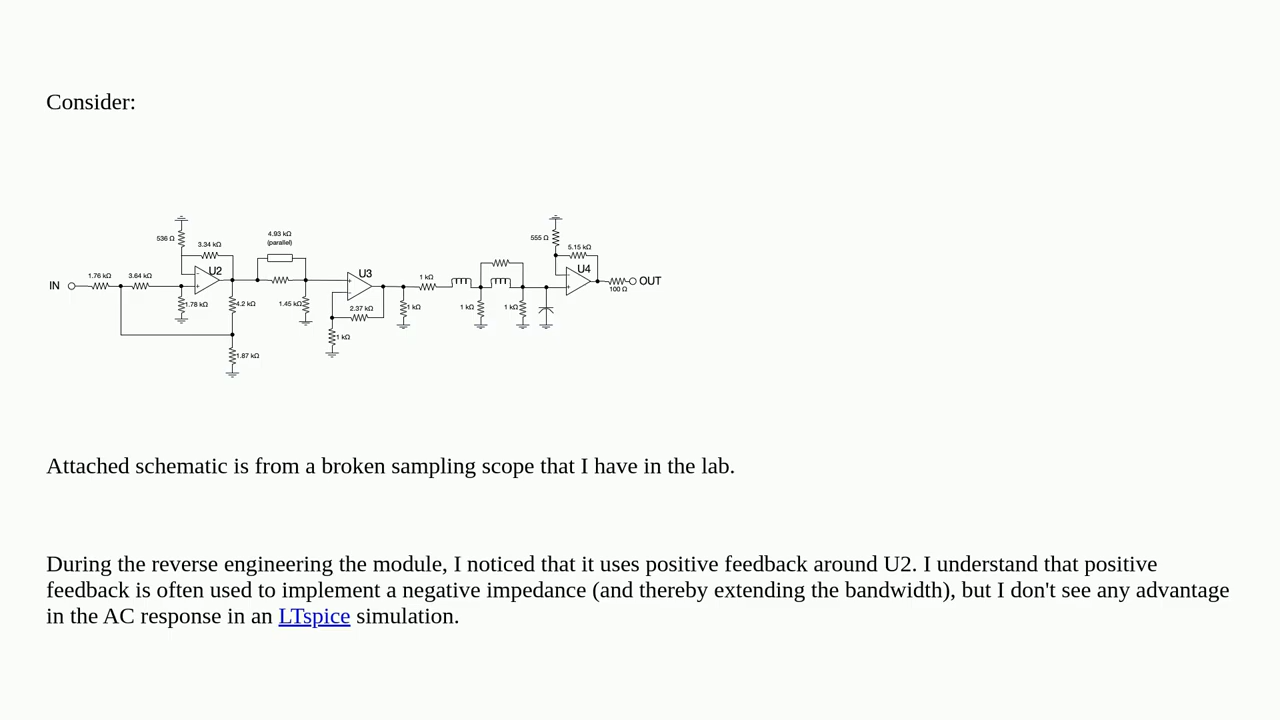 Consider:
536 Ω
3.34 kΩ
4.93 kΩ
(parallel)
555 Ω
5.15 kΩ
IN
1.76 kΩ
3.64 kΩ
U2
U3
1 kΩ
U4
OUT
100 Ω
1.78 kΩ
4.2 kΩ
1.45 kΩ
2.37 kΩ
1 kΩ
1 kΩ
1 kΩ
1 kΩ
1.87 kΩ
Attached schematic is from a broken sampling scope that I have in the lab.
During the reverse engineering the module, I noticed that it uses positive feedback around U2. I understand that positive
feedback is often used to implement a negative impedance (and thereby extending the bandwidth), but I don't see any advantage
in the AC response in an LTspice simulation.